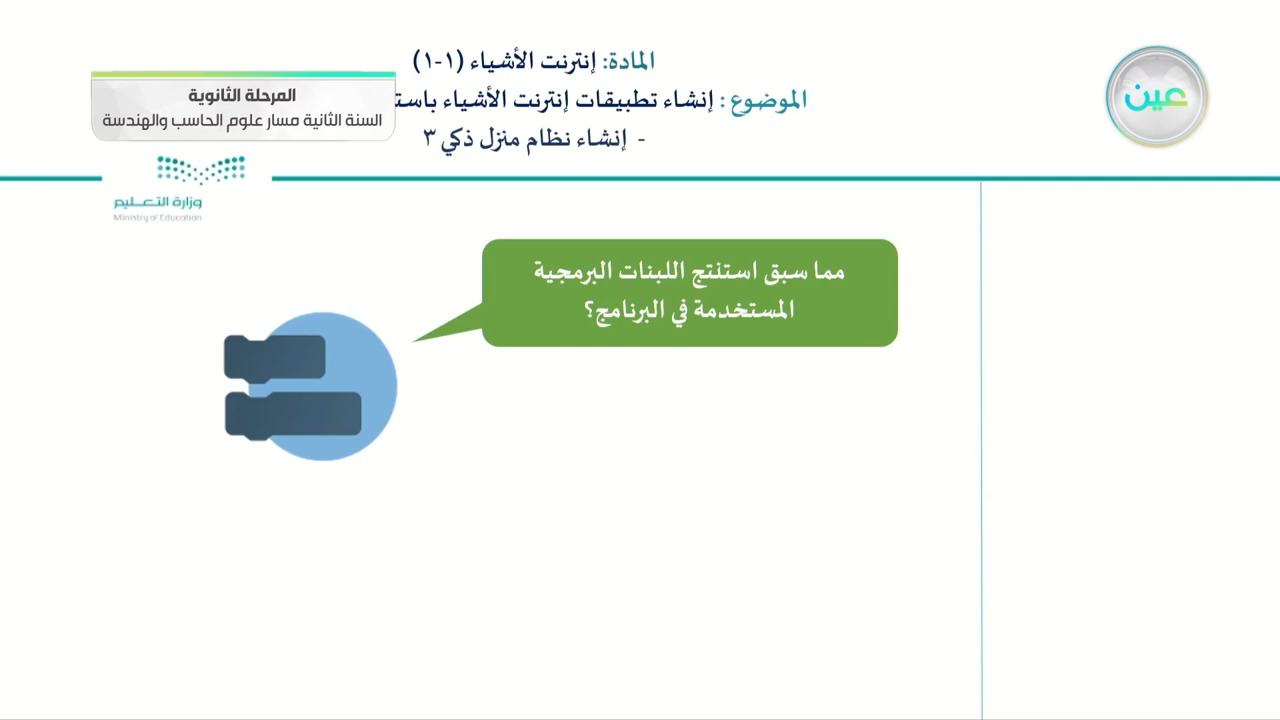 المادة: إنترنت الأشياء (١-١)
الموضوع : إنشاء تطبيقات إنترنت الأشياء
- إنشاء نظام منزل ذكي ٣
المرحلة الثانوية
السنة الثانية مسار علوم الحاسب والهندسة
عين
وزارة التعليم
Ministry of Education
مما سبق استنتج اللبنات البرمجية
المستخدمة في البرنامج؟